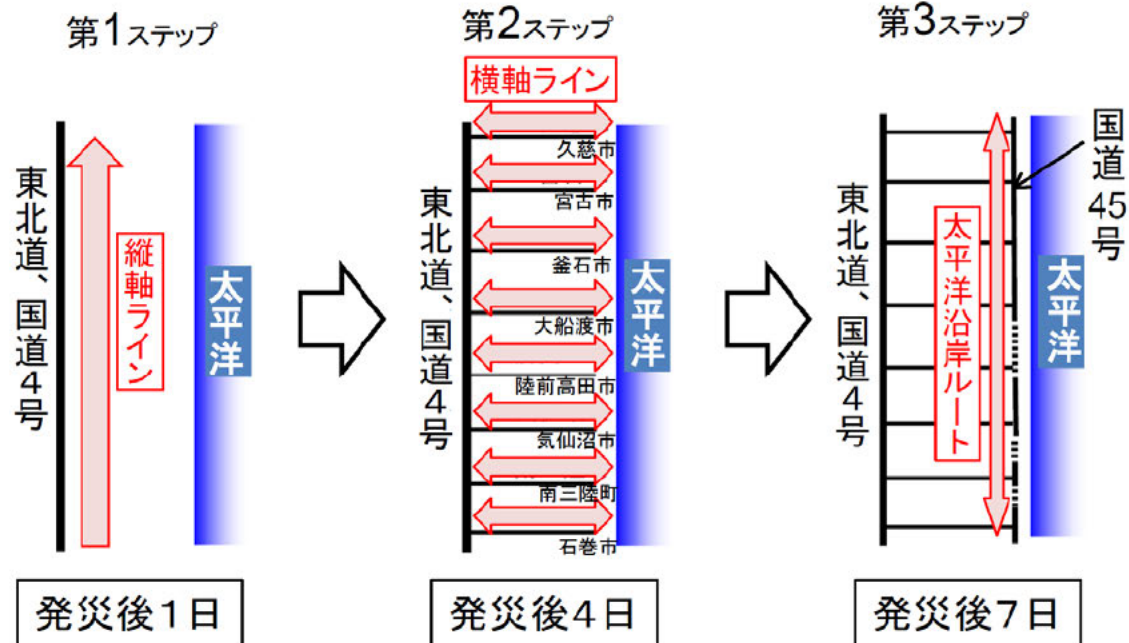 第1ステップ
東北道、国道4号
縦軸ライン
太平洋
発災後1日
第2ステップ
横軸ライン
東北道、国道4号
久慈市
宮古市
釜石市
大船渡市
陸前高田市
気仙沼市
南三陸町
石巻市
太平洋
発災後4日
第3ステップ
東北道、国道4号
太平洋沿岸ルート
国道45号
太平洋
発災後7日